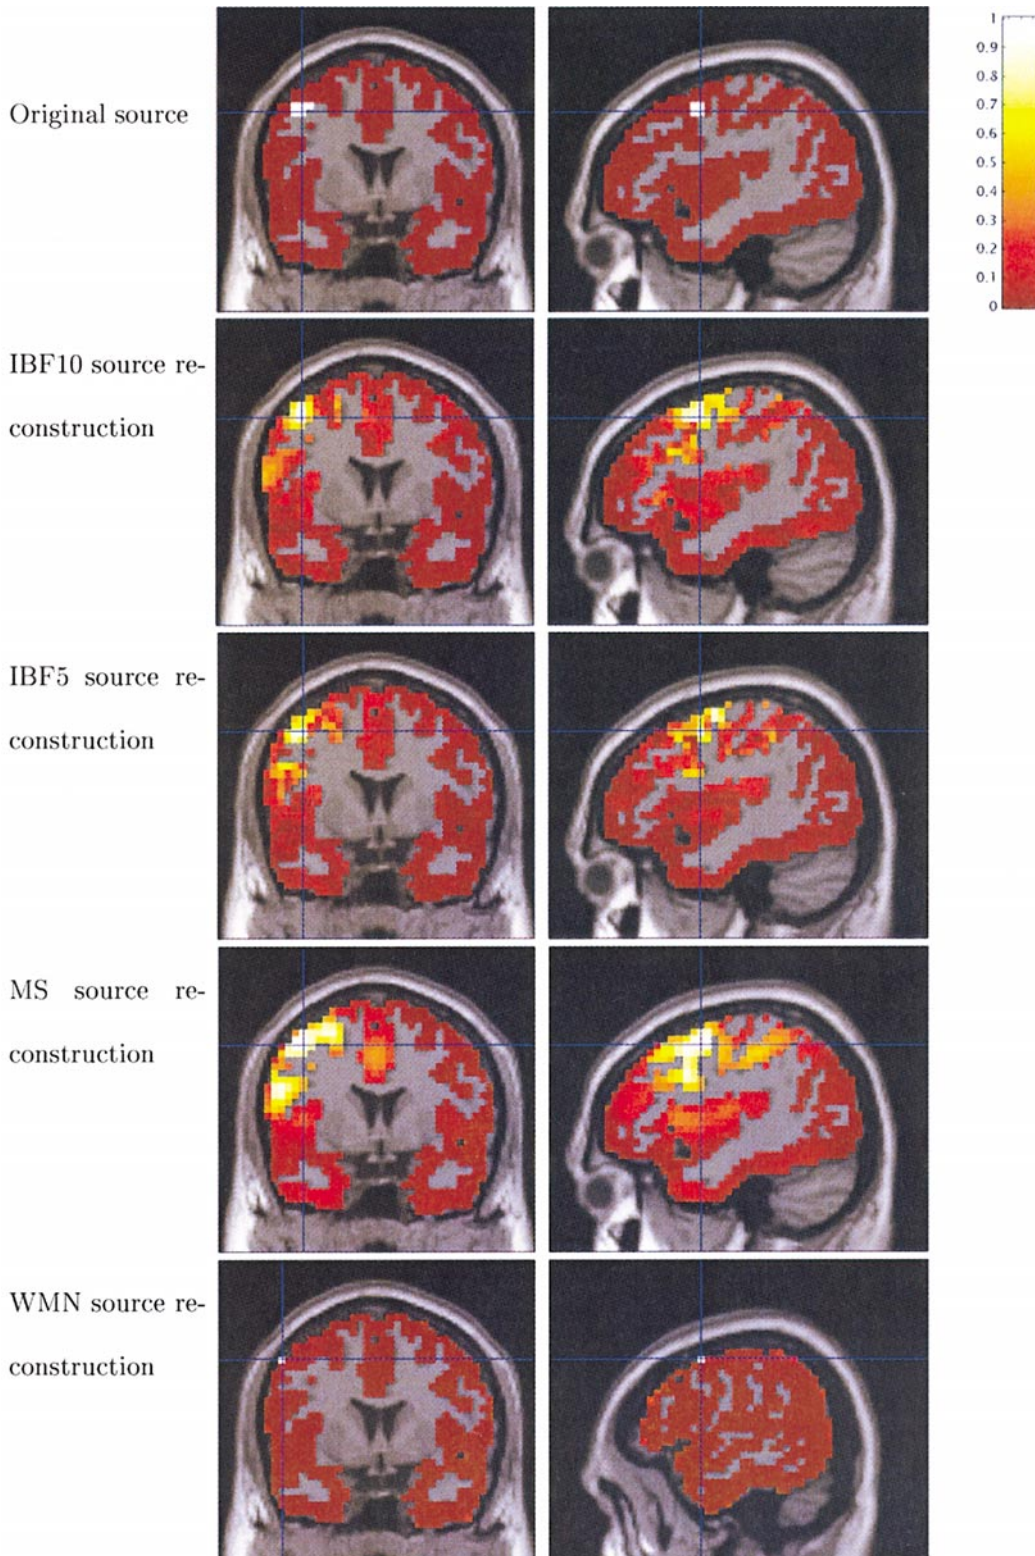 Original source
1
0.9
0.8
0.7
0.6
0.5
0.4
0.3
0.2
0.1
0
IBF10 source re-
construction
IBF5 source re-
construction
MS source re-
construction
WMN source re-
construction